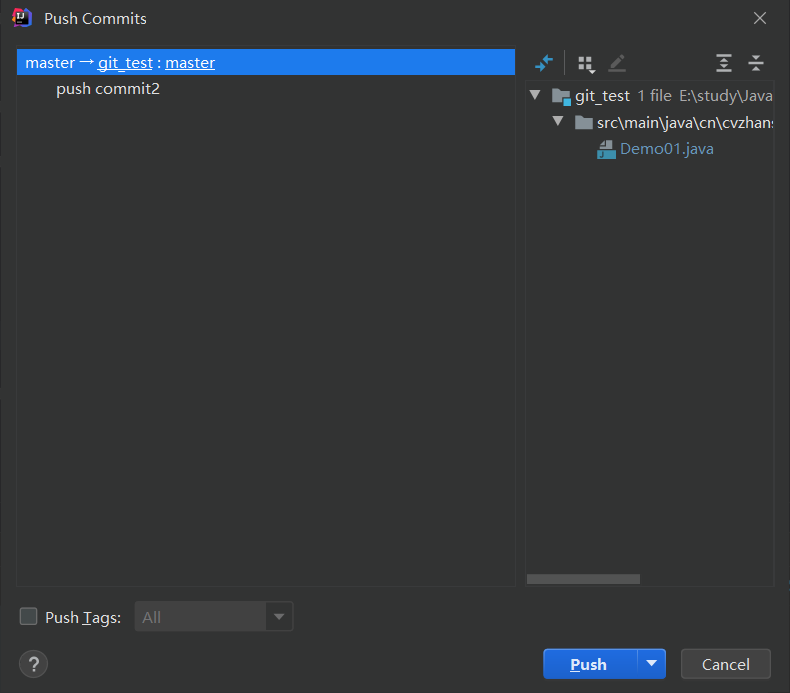 Push Commits
master → git_test : master
push commit2
git_test 1 file E:\study\Java
src\main\java\cn\cvzhan
Demo01.java
Push Tags: All
?
Push
Cancel